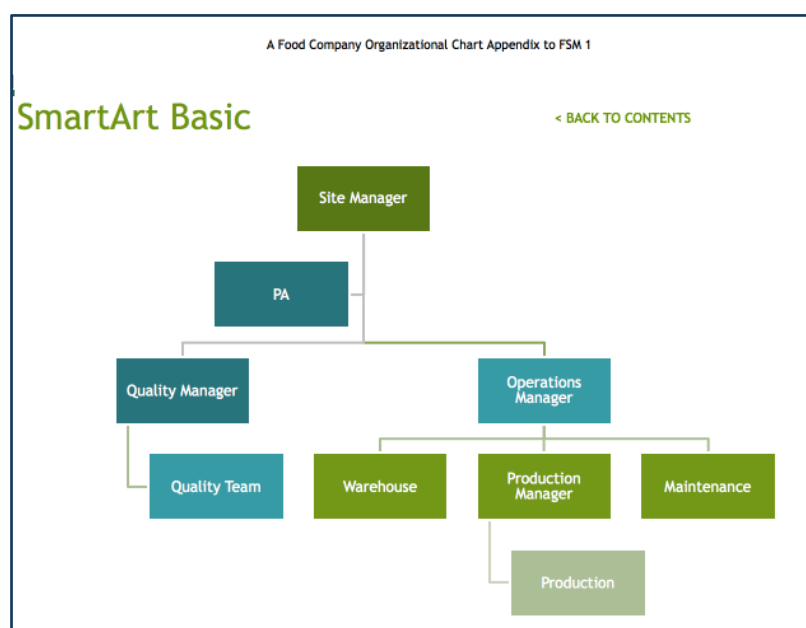 A Food Company Organizational Chart Appendix to FSM 1
SmartArt Basic
< BACK TO CONTENTS
Site Manager
PA
Quality Manager
Operations
Manager
Quality Team
Warehouse
Production
Manager
Maintenance
Production